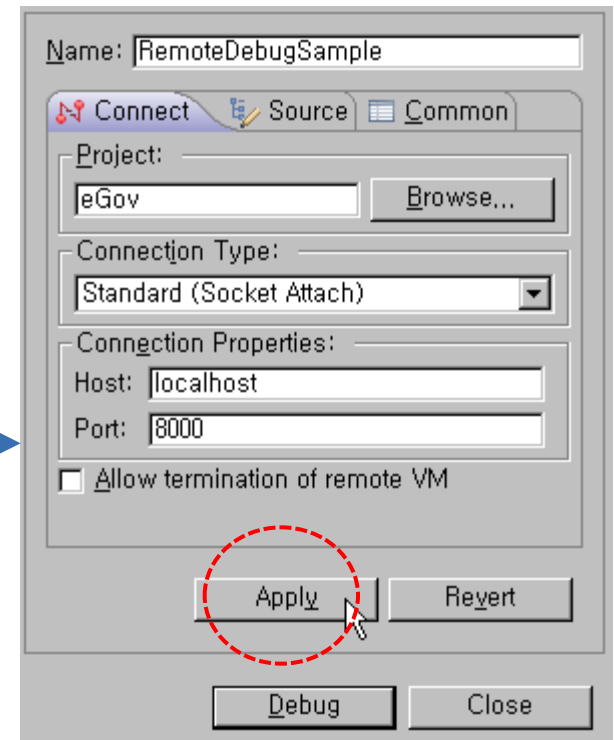 Name: RemoteDebugSample
Connect Source Common
Project:
eGov Browse...
Connection Type:
Standard (Socket Attach)
Connection Properties:
Host: localhost
Port: 8000
Allow termination of remote VM
Apply Revert
Debug Close